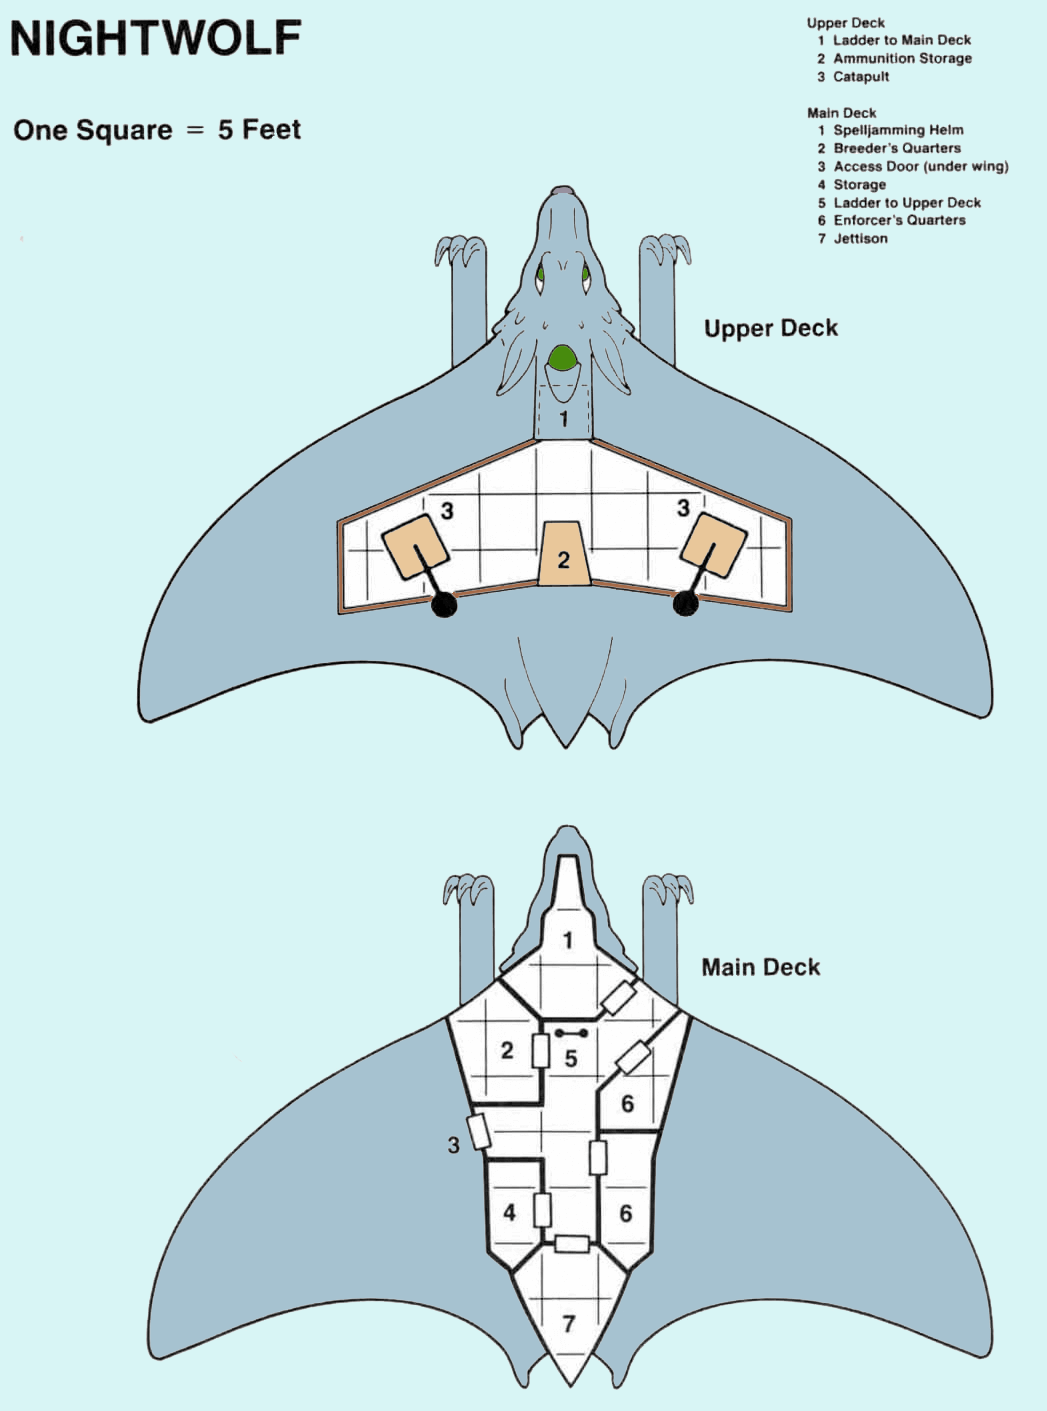 NIGHTWOLF
One Square = 5 Feet
Upper Deck
1 Ladder to Main Deck
2 Ammunition Storage
3 Catapult
Main Deck
1 Spelljamming Helm
2 Breeder's Quarters
3 Access Door (under wing)
4 Storage
5 Ladder to Upper Deck
6 Enforcer's Quarters
7 Jettison
Upper Deck
1
3
3
2
Main Deck
1
2
5
6
3
4
6
7